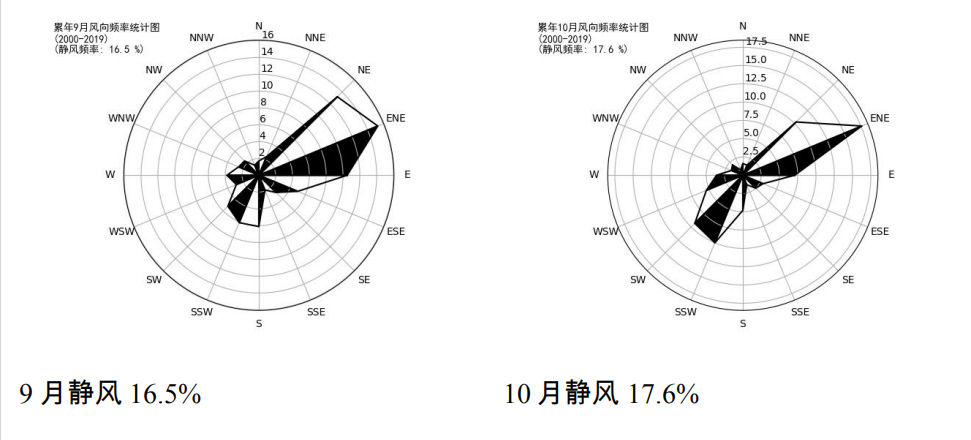 累年9月风向频率统计图
(2000-2019)
(静风频率: 16.5 %)
N
NNE
NE
ENE
E
ESE
SE
SSE
S
SSW
SW
WSW
W
WNW
NW
NNW
16
14
12
10
8
6
4
2
9 月静风 16.5%
累年10月风向频率统计图
(2000-2019)
(静风频率: 17.6 %)
N
NNE
NE
ENE
E
ESE
SE
SSE
S
SSW
SW
WSW
W
WNW
NW
NNW
17.5
15.0
12.5
10.0
7.5
5.0
2.5
10 月静风 17.6%